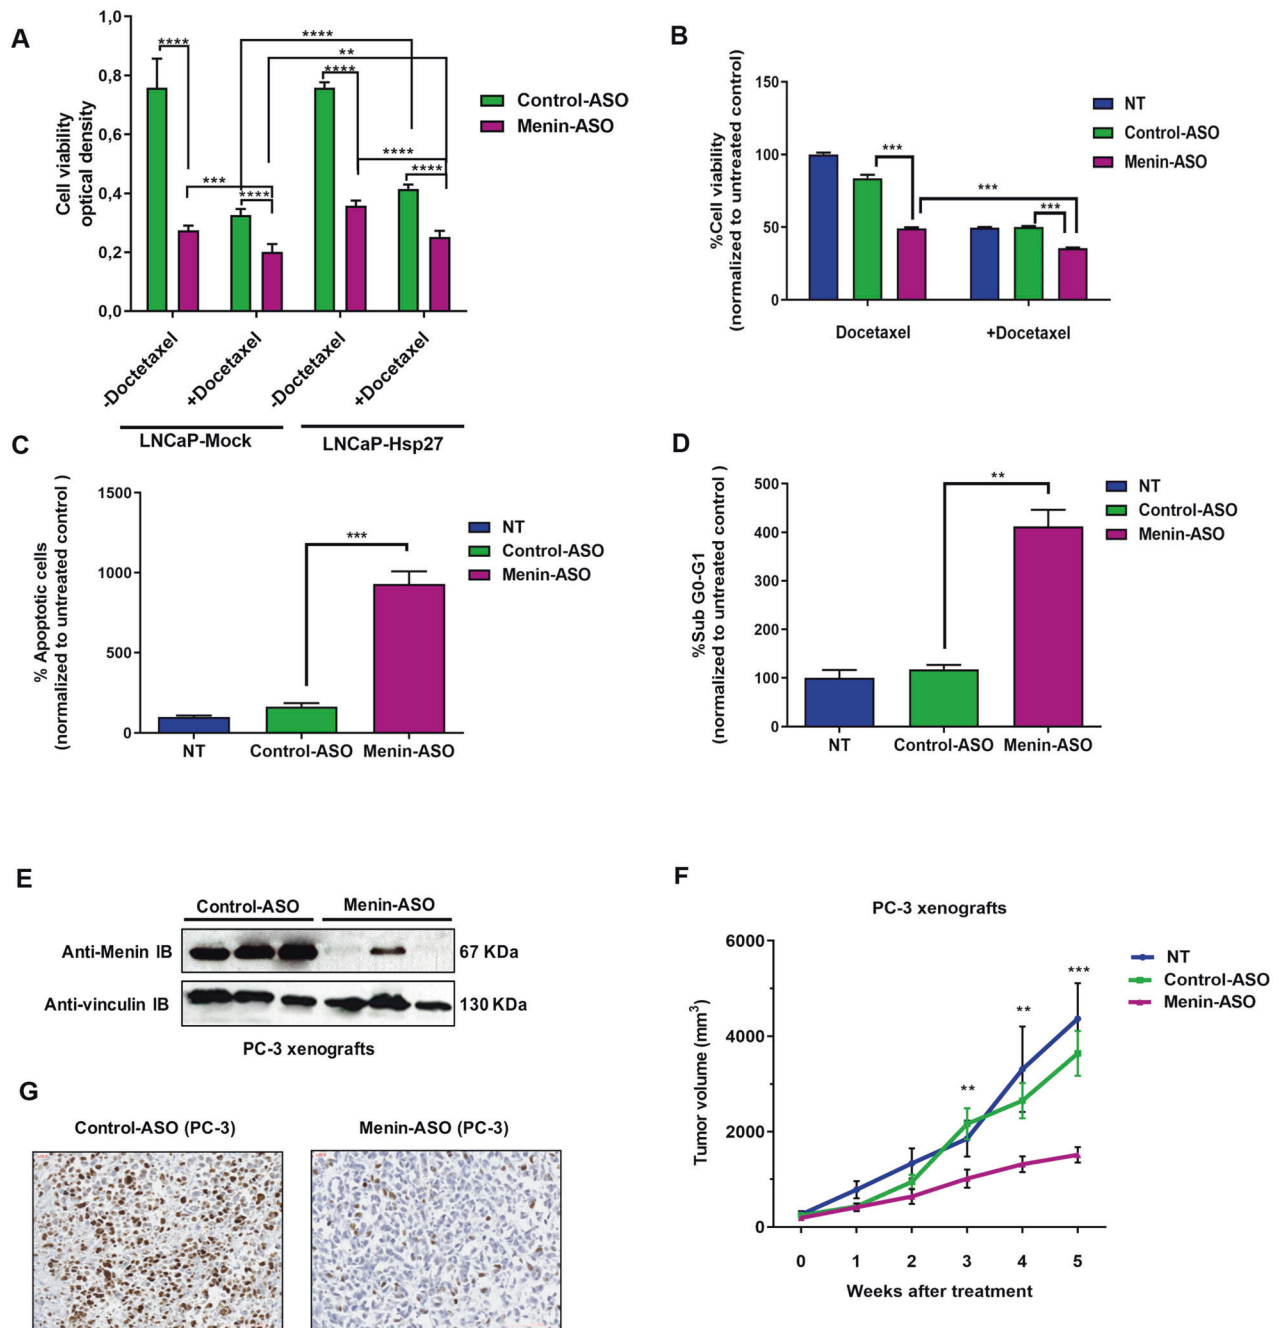 A
1,0
0,8
0,6
0,4
0,2
0,0
Cell viability
optical density
****
****
**
****
***
****
****
****
Control-ASO
Menin-ASO
-Doctetaxel
+Docetaxel
-Doctetaxel
+Docetaxel
LNCaP-Mock
LNCaP-Hsp27
B
150
100
50
0
%Cell viability
(normalized to untreated control)
***
***
***
NT
Control-ASO
Menin-ASO
Docetaxel
+Docetaxel
C
1500
1000
500
0
% Apoptotic cells
(normalized to untreated control )
***
NT
Control-ASO
Menin-ASO
NT
Control-ASO
Menin-ASO
D
500
400
300
200
100
0
%Sub G0-G1
(normalized to untreated control )
**
NT
Control-ASO
Menin-ASO
NT
Control-ASO
Menin-ASO
E
Control-ASO
Menin-ASO
Anti-Menin IB
67 KDa
Anti-vinculin IB
130 KDa
PC-3 xenografts
F
PC-3 xenografts
6000
4000
2000
0
Tumor volume (mm³)
**
**
***
NT
Control-ASO
Menin-ASO
0
1
2
3
4
5
Weeks after treatment
G
Control-ASO (PC-3)
Menin-ASO (PC-3)